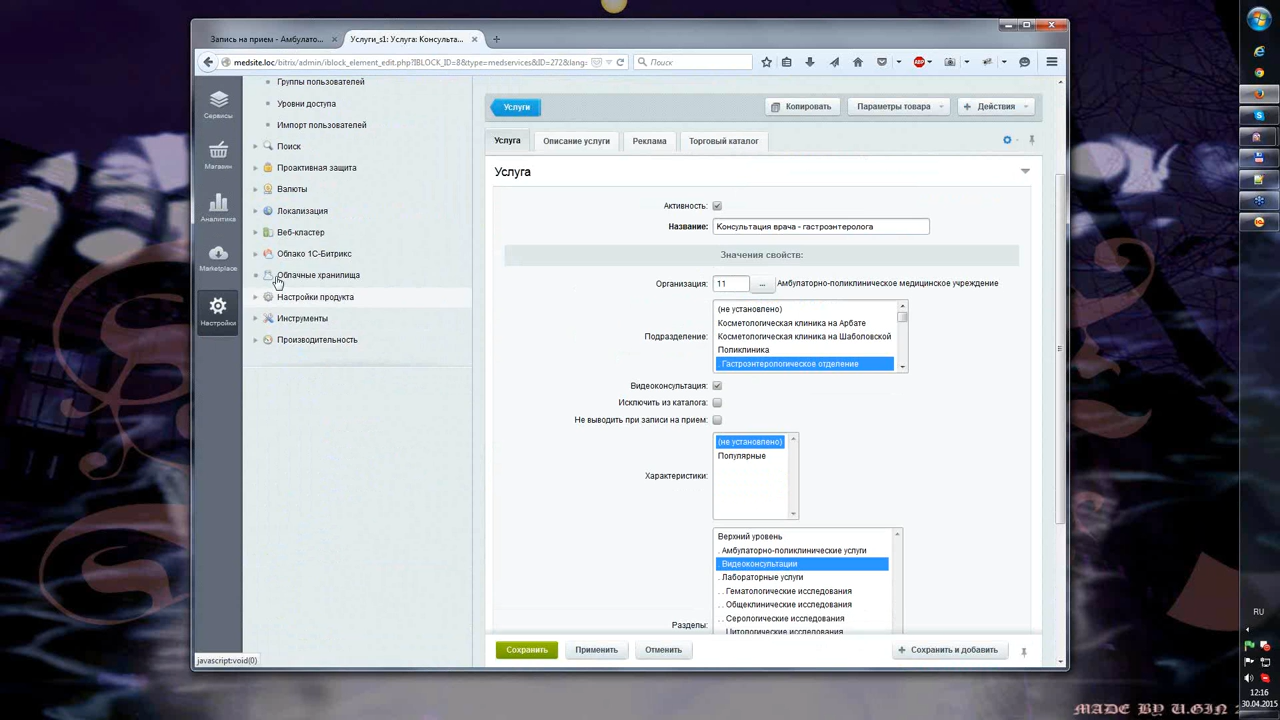 Запись на прием - Амбулато...
Услуги_s1: Услуга: Консульта...
medsite.loc/bitrix/admin/iblock_element_edit.php?IBLOCK_ID=8&type=medservices&ID=272&lang=
Поиск
ABP
Сервисы
Магазин
Аналитика
Marketplace
Настройки
Группы пользователей
Уровни доступа
Импорт пользователей
Поиск
Проактивная защита
Валюты
Локализация
Веб-кластер
Облако 1С-Битрикс
Облачные хранилища
Настройки продукта
Инструменты
Производительность
Услуги
Копировать
Параметры товара
Действия
Услуга
Описание услуги
Реклама
Торговый каталог
Услуга
Активность:
Название:
Консультация врача - гастроэнтеролога
Значения свойств:
Организация:
11
...
Амбулаторно-поликлиническое медицинское учреждение
Подразделение:
(не установлено)
Косметологическая клиника на Арбате
Косметологическая клиника на Шаболовской
Поликлиника
. Гастроэнтерологическое отделение
Видеоконсультация:
Исключить из каталога:
Не выводить при записи на прием:
Характеристики:
(не установлено)
Популярные
Разделы:
Верхний уровень
. Амбулаторно-поликлинические услуги
. Видеоконсультации
. Лабораторные услуги
. . Гематологические исследования
. . Общеклинические исследования
. . Серологические исследования
. . Цитологические исследования
Сохранить
Применить
Отменить
Сохранить и добавить
javascript:void(0)
RU
12:16
30.04.2015
MADE BY U.GIN